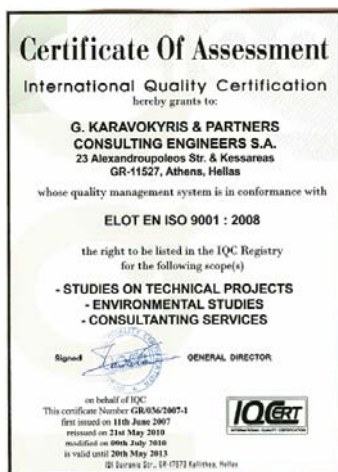 Certificate Of Assessment
International Quality Certification
hereby grants to:
G. KARAVOKYRIS & PARTNERS
CONSULTING ENGINEERS S.A.
23 Alexandroupoleos Str. & Kessareas
GR-11527, Athens, Hellas
whose quality management system is in conformance with
ELOT EN ISO 9001 : 2008
the right to be listed in the IQC Registry
for the following scope(s)
- STUDIES ON TECHNICAL PROJECTS
- ENVIRONMENTAL STUDIES
- CONSULTANTING SERVICES
Signed
GENERAL DIRECTOR
on behalf of IQC
This certificate Number GR/036/2007-1
first issued on 11th June 2007
reissued on 21st May 2010
modified on 09th July 2010
is valid until 20th May 2013
IQCERT
INTERNATIONAL QUALITY CERTIFICATION